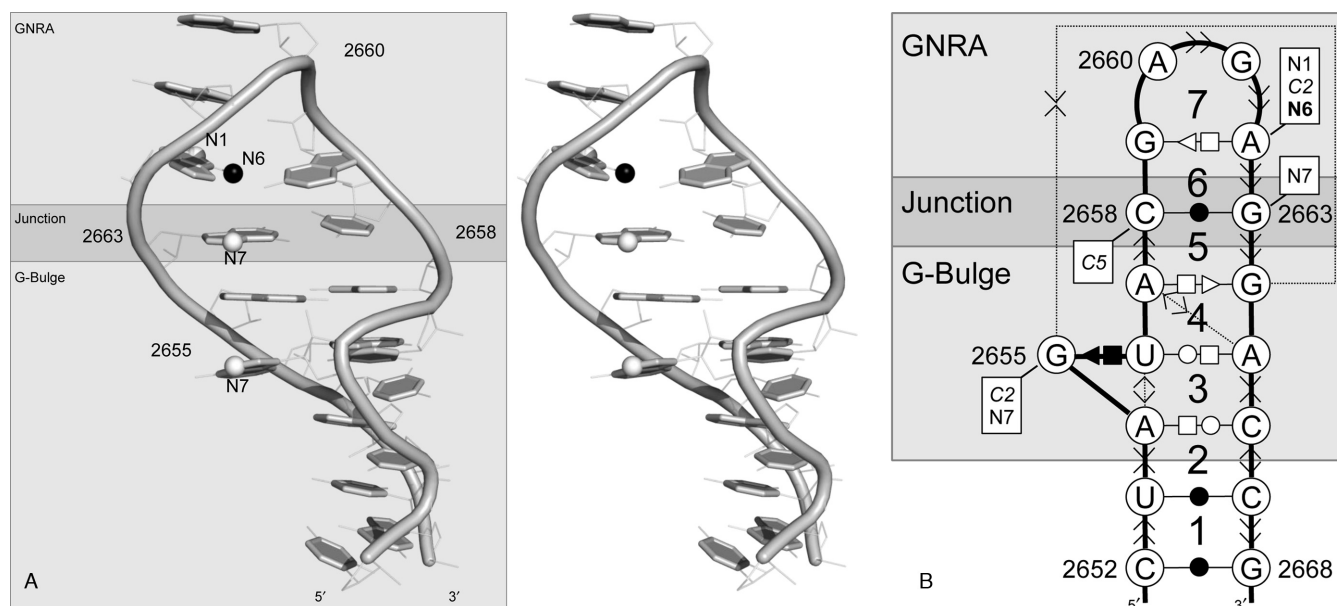 GNRA
2660
N1
N6
Junction
2663
2658
N7
G-Bulge
2655
N7
A
5′
3′
B
GNRA
2660 A G
N1
C2
N6
7
G A
6
N7
Junction
2658 C G 2663
5
C5
G-Bulge
A G
4
2655 G U A
C2
N7
3
A C
2
U C
1
2652 C G 2668
5′
3′